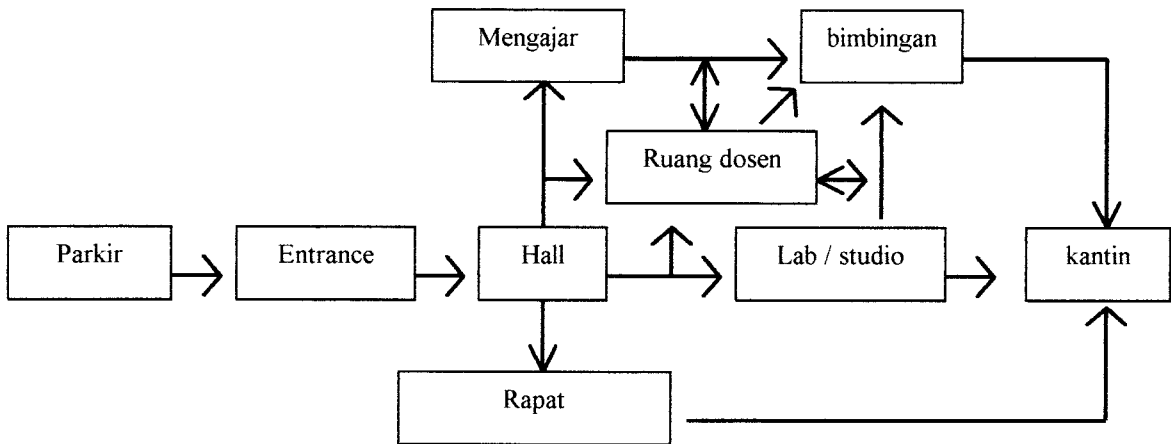 Mengajar
bimbingan
Ruang dosen
Parkir
Entrance
Hall
Lab / studio
kantin
Rapat